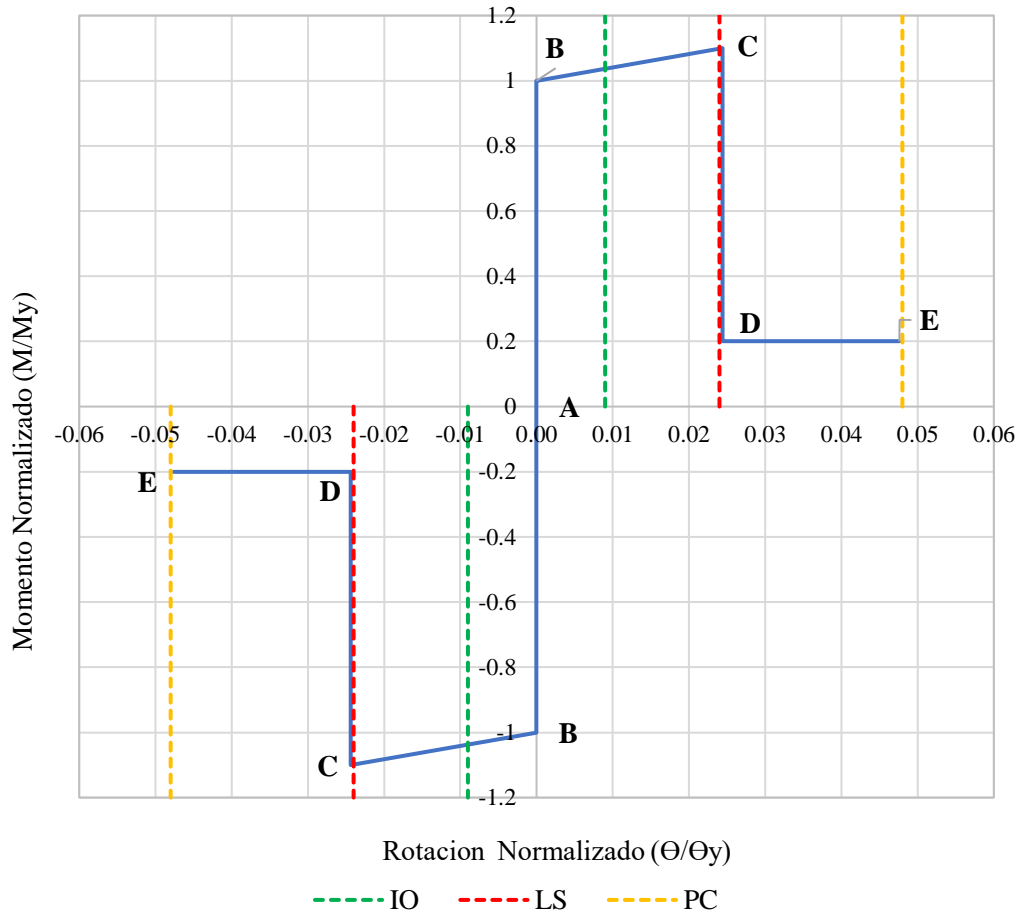 1.2
B
C
1
0.8
0.6
0.4
D
E
0.2
A
0
-0.06
-0.05
-0.04
-0.03
-0.02
-0.01
0.00
0.01
0.02
0.03
0.04
0.05
0.06
-0.2
E
D
-0.4
-0.6
-0.8
-1
B
C
-1.2
Momento Normalizado (M/My)
Rotacion Normalizado (Ɵ/Ɵy)
IO
LS
PC